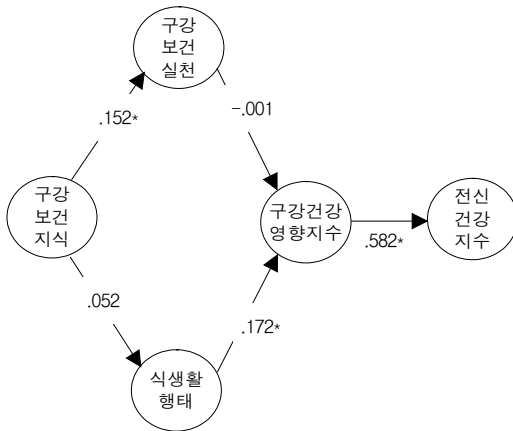 구강
보건
실천
.152*
-.001
구강
보건
지식
구강건강
영향지수
.582*
전신
건강
지수
.052
.172*
식생활
행태